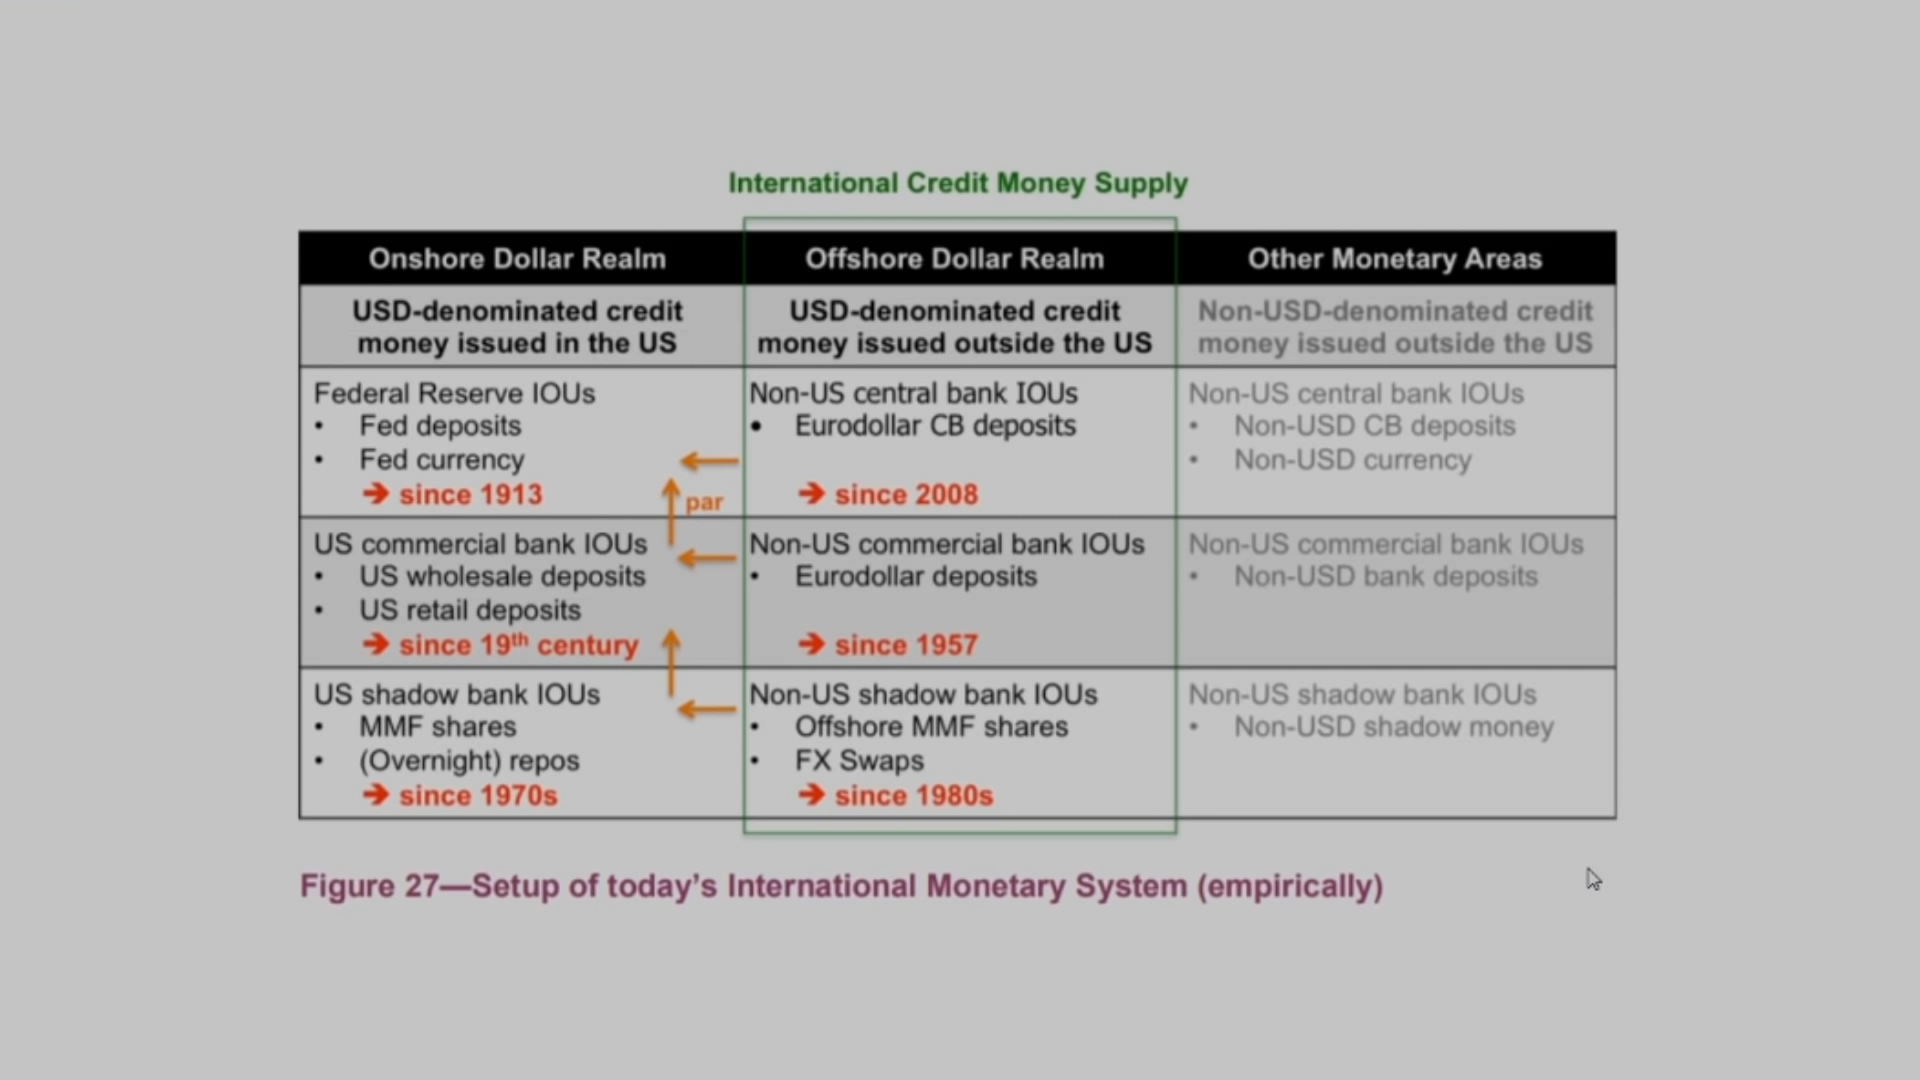 International Credit Money Supply
Onshore Dollar Realm
Offshore Dollar Realm
Other Monetary Areas
USD-denominated credit
money issued in the US
USD-denominated credit
money issued outside the US
Non-USD-denominated credit
money issued outside the US
Federal Reserve IOUs
• Fed deposits
• Fed currency
➔ since 1913
par
Non-US central bank IOUs
• Eurodollar CB deposits
➔ since 2008
Non-US central bank IOUs
• Non-USD CB deposits
• Non-USD currency
US commercial bank IOUs
• US wholesale deposits
• US retail deposits
➔ since 19th century
Non-US commercial bank IOUs
• Eurodollar deposits
➔ since 1957
Non-US commercial bank IOUs
• Non-USD bank deposits
US shadow bank IOUs
• MMF shares
• (Overnight) repos
➔ since 1970s
Non-US shadow bank IOUs
• Offshore MMF shares
• FX Swaps
➔ since 1980s
Non-US shadow bank IOUs
• Non-USD shadow money
Figure 27—Setup of today’s International Monetary System (empirically)